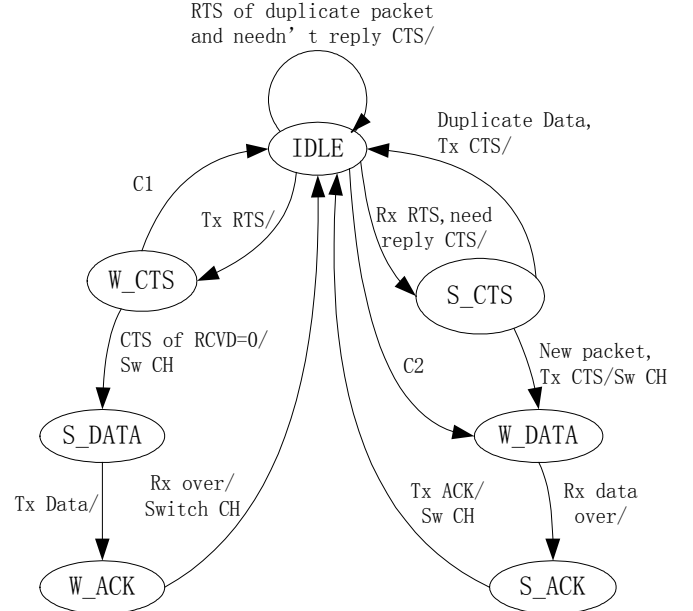 RTS of duplicate packet
and needn’ t reply CTS/
IDLE
Duplicate Data,
Tx CTS/
C1
Tx RTS/
Rx RTS,need
reply CTS/
W_CTS
S_CTS
CTS of RCVD=0/
Sw CH
C2
New packet,
Tx CTS/Sw CH
S_DATA
W_DATA
Tx Data/
Rx over/
Switch CH
Tx ACK/
Sw CH
Rx data
over/
W_ACK
S_ACK